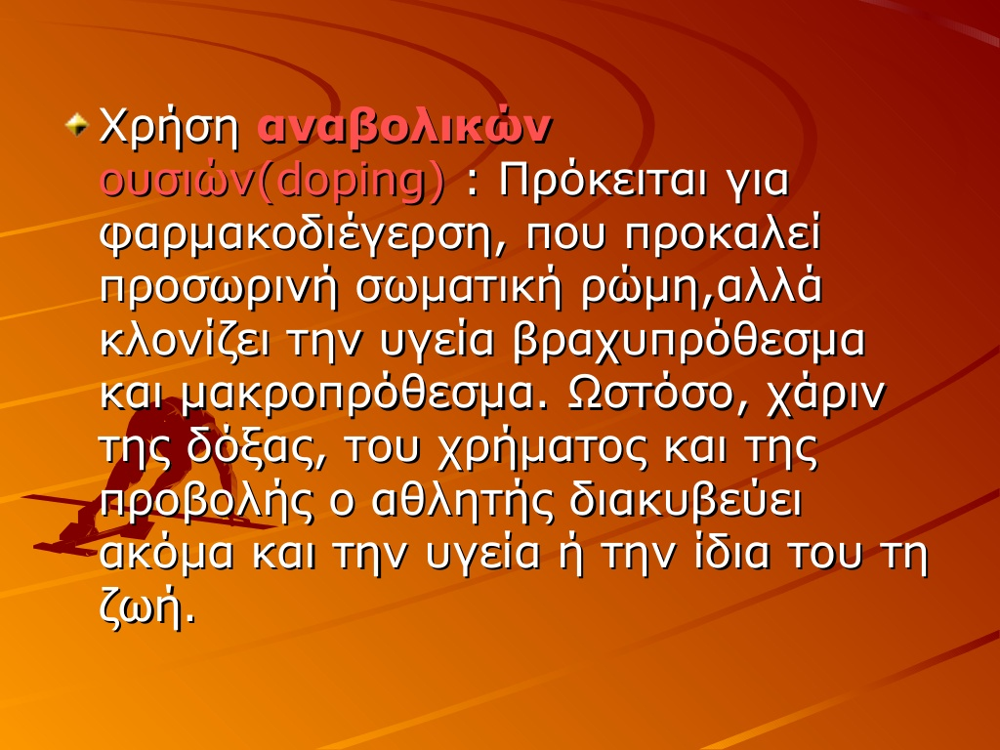 Χρήση αναβολικών
ουσιών(doping) : Πρόκειται για
φαρμακοδιέγερση, που προκαλεί
προσωρινή σωματική ρώμη,αλλά
κλονίζει την υγεία βραχυπρόθεσμα
και μακροπρόθεσμα. Ωστόσο, χάριν
της δόξας, του χρήματος και της
προβολής ο αθλητής διακυβεύει
ακόμα και την υγεία ή την ίδια του τη
ζωή.